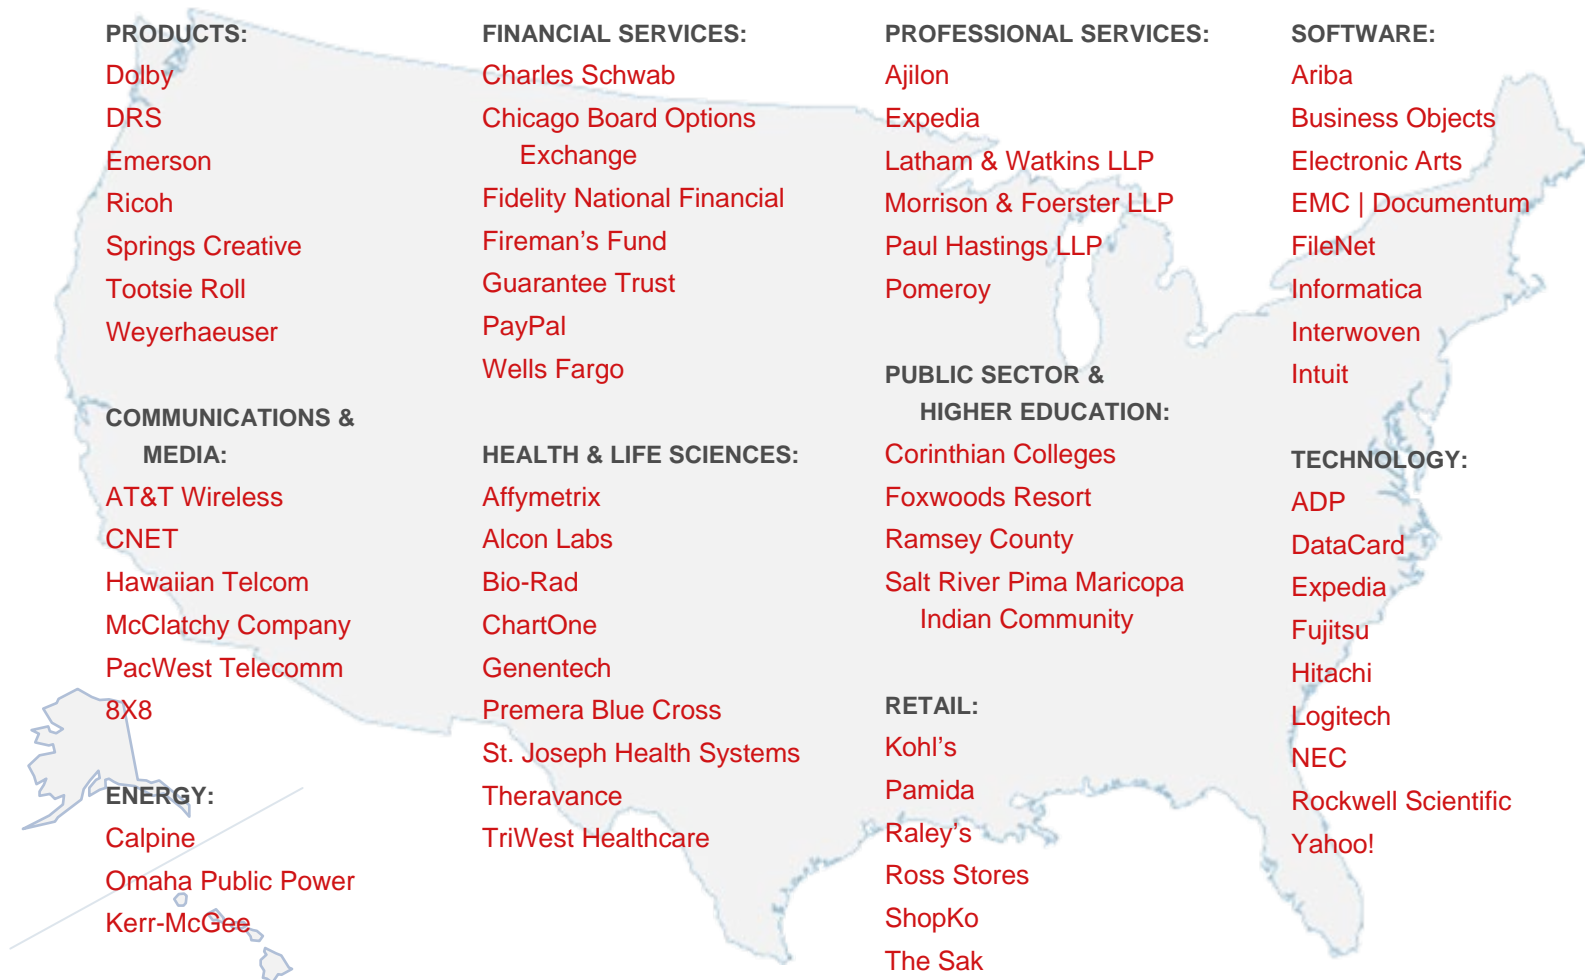 PRODUCTS:
Dolby
DRS
Emerson
Ricoh
Springs Creative
Tootsie Roll
Weyerhaeuser
COMMUNICATIONS &
MEDIA:
AT&T Wireless
CNET
Hawaiian Telcom
McClatchy Company
PacWest Telecomm
8X8
ENERGY:
Calpine
Omaha Public Power
Kerr-McGee
FINANCIAL SERVICES:
Charles Schwab
Chicago Board Options
Exchange
Fidelity National Financial
Fireman’s Fund
Guarantee Trust
PayPal
Wells Fargo
HEALTH & LIFE SCIENCES:
Affymetrix
Alcon Labs
Bio-Rad
ChartOne
Genentech
Premera Blue Cross
St. Joseph Health Systems
Theravance
TriWest Healthcare
PROFESSIONAL SERVICES:
Ajilon
Expedia
Latham & Watkins LLP
Morrison & Foerster LLP
Paul Hastings LLP
Pomeroy
PUBLIC SECTOR &
HIGHER EDUCATION:
Corinthian Colleges
Foxwoods Resort
Ramsey County
Salt River Pima Maricopa
Indian Community
RETAIL:
Kohl’s
Pamida
Raley’s
Ross Stores
ShopKo
The Sak
SOFTWARE:
Ariba
Business Objects
Electronic Arts
EMC | Documentum
FileNet
Informatica
Interwoven
Intuit
TECHNOLOGY:
ADP
DataCard
Expedia
Fujitsu
Hitachi
Logitech
NEC
Rockwell Scientific
Yahoo!